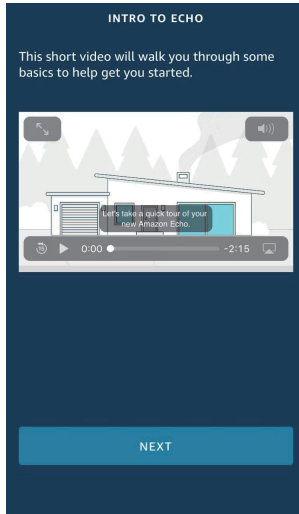 INTRO TO ECHO
This short video will walk you through some
basics to help get you started.
Let's take a quick tour of your
new Amazon Echo.
15
0:00
-2:15
NEXT